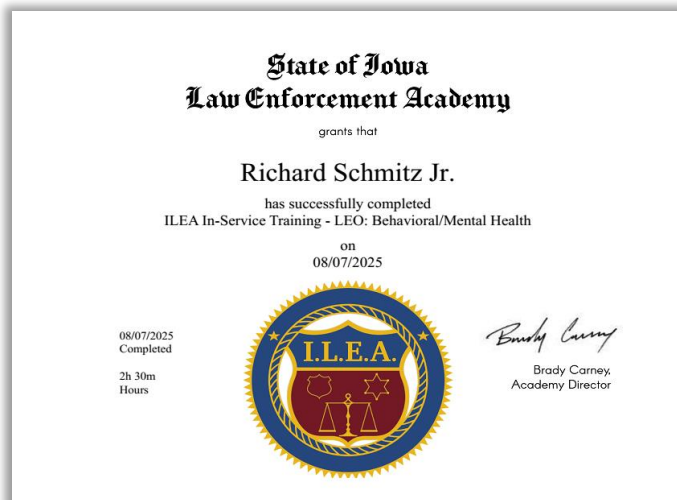 State of Iowa
Law Enforcement Academy
grants that
Richard Schmitz Jr.
has successfully completed
ILEA In-Service Training - LEO: Behavioral/Mental Health
on
08/07/2025
08/07/2025
Completed
2h 30m
Hours
I.L.E.A.
Brady Carney
Brady Carney,
Academy Director